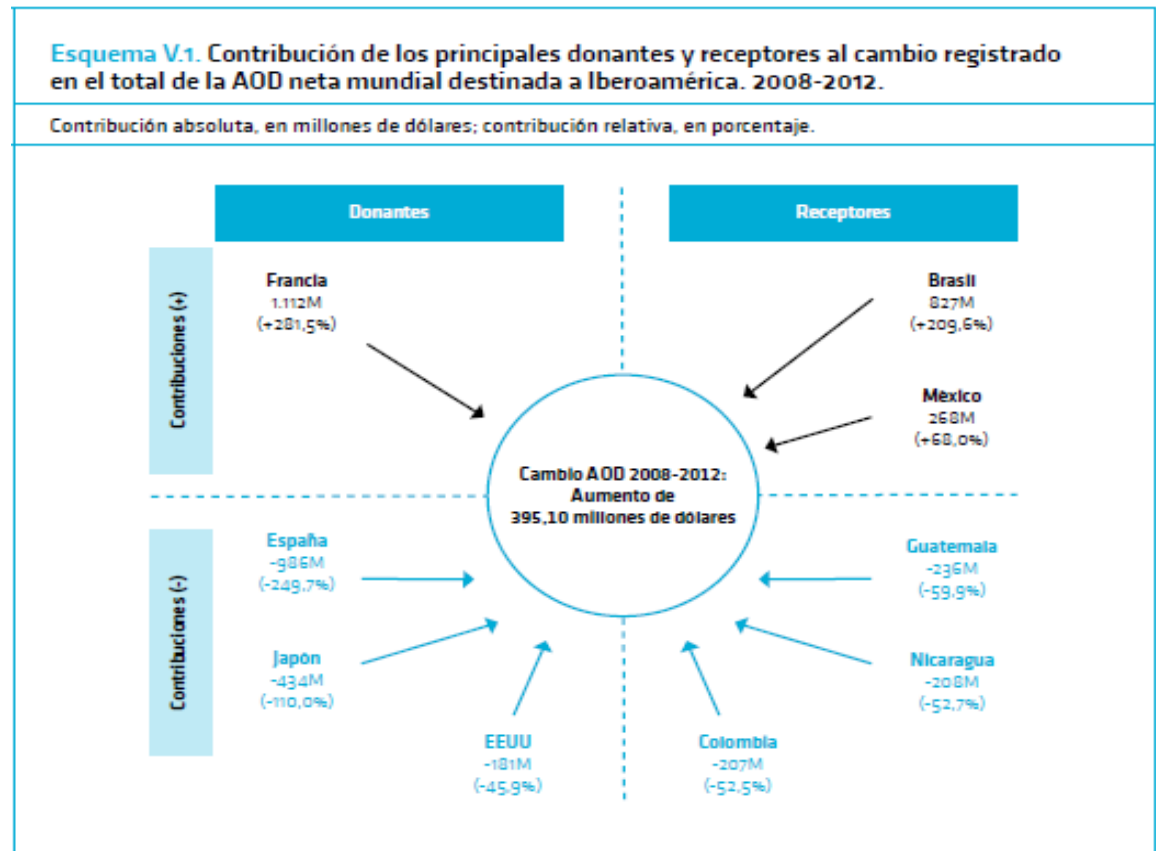 Esquema V.1. Contribución de los principales donantes y receptores al cambio registrado
en el total de la AOD neta mundial destinada a Iberoamérica. 2008-2012.
Contribución absoluta, en millones de dólares; contribución relativa, en porcentaje.
Donantes
Receptores
Contribuciones (+)
Francia
1.112M
(+281,5%)
Brasil
827M
(+209,6%)
México
268M
(+68,0%)
Cambio AOD 2008-2012:
Aumento de
395,10 millones de dólares
Contribuciones (-)
España
-986M
(-249,7%)
Japón
-434M
(-110,0%)
EEUU
-181M
(-45,9%)
Guatemala
-236M
(-59,9%)
Nicaragua
-208M
(-52,7%)
Colombia
-207M
(-52,5%)